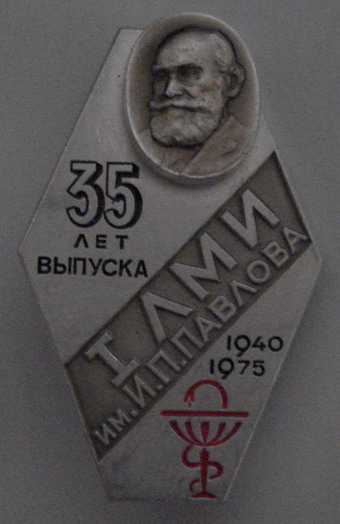 35
ЛЕТ
ВЫПУСКА
I ЛМИ
ИМ. И.П.ПАВЛОВА
1940
1975